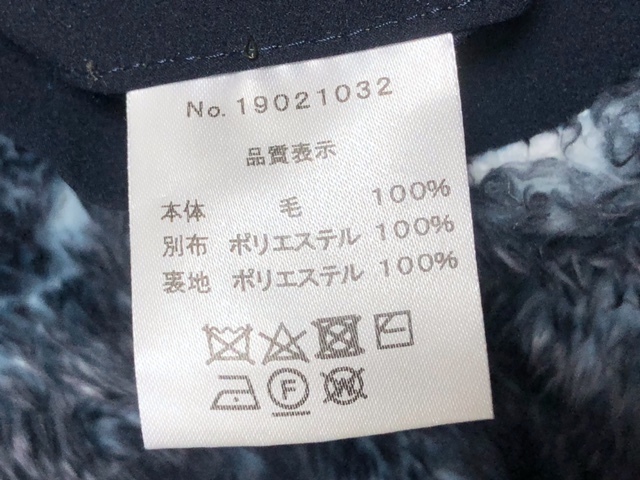 No. 19021032
品質表示
本体 毛 100%
別布 ポリエステル 100%
裏地 ポリエステル 100%
F
W